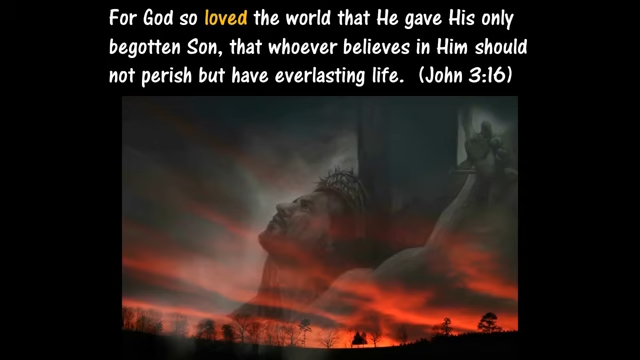 For God so loved the world that He gave His only
begotten Son, that whoever believes in Him should
not perish but have everlasting life. (John 3:16)